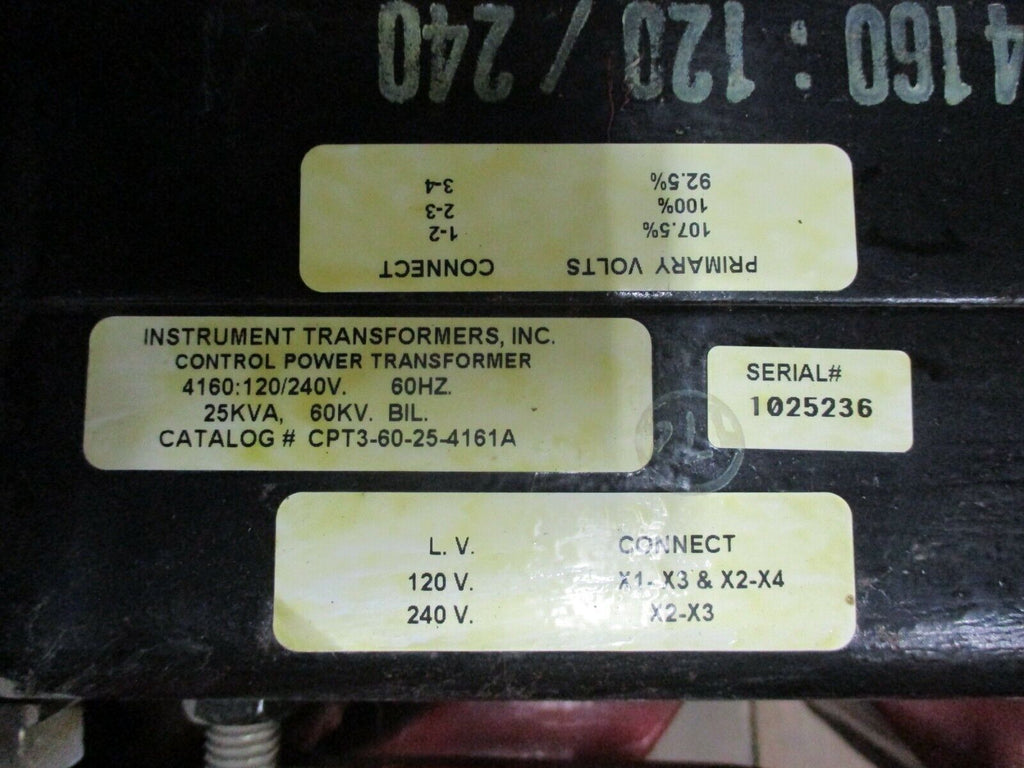 4160 : 120 / 240
PRIMARY VOLTS CONNECT
107.5% 1-2
100% 2-3
92.5% 3-4
INSTRUMENT TRANSFORMERS, INC.
CONTROL POWER TRANSFORMER
4160:120/240V. 60HZ.
25KVA, 60KV. BIL.
CATALOG # CPT3-60-25-4161A
SERIAL#
1025236
L. V. CONNECT
120 V. X1- X3 & X2-X4
240 V. X2-X3